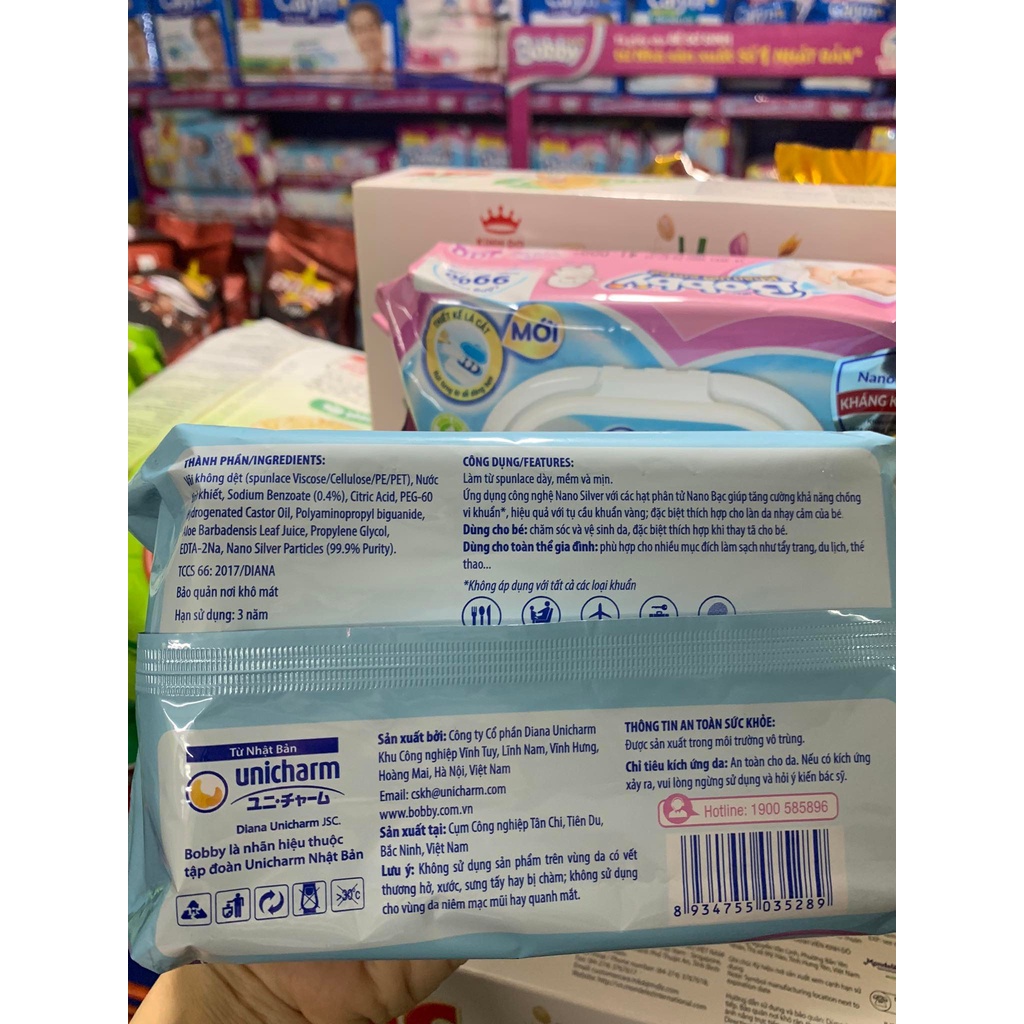 Bobby
MỚI
THIẾT KẾ LÁ CẮT
Nano
KHÁNG K
THÀNH PHẦN/INGREDIENTS:
không dệt (spunlace Viscose/Cellulose/PE/PET), Nước
khiết, Sodium Benzoate (0.4%), Citric Acid, PEG-60
Hydrogenated Castor Oil, Polyaminopropyl biguanide,
Aloe Barbadensis Leaf Juice, Propylene Glycol,
EDTA-2Na, Nano Silver Particles (99.9% Purity).
TCCS 66: 2017/DIANA
Bảo quản nơi khô mát
Hạn sử dụng: 3 năm
CÔNG DỤNG/FEATURES:
Làm từ spunlace dày, mềm và mịn.
Ứng dụng công nghệ Nano Silver với các hạt phân tử Nano Bạc giúp tăng cường khả năng chống
vi khuẩn*, hiệu quả với tụ cầu khuẩn vàng; đặc biệt thích hợp cho làn da nhạy cảm của bé.
Dùng cho bé: chăm sóc và vệ sinh da, đặc biệt thích hợp khi thay tã cho bé.
Dùng cho toàn thể gia đình: phù hợp cho nhiều mục đích làm sạch như tẩy trang, du lịch, thể
thao...
*Không áp dụng với tất cả các loại khuẩn
Từ Nhật Bản
unicharm
ユニ・チャーム
Diana Unicharm JSC.
Bobby là nhãn hiệu thuộc
tập đoàn Unicharm Nhật Bản
>30°C
Sản xuất bởi: Công ty Cổ phần Diana Unicharm
Khu Công nghiệp Vĩnh Tuy, Lĩnh Nam, Vĩnh Hưng,
Hoàng Mai, Hà Nội, Việt Nam
Email: cskh@unicharm.com
www.bobby.com.vn
Sản xuất tại: Cụm Công nghiệp Tân Chi, Tiên Du,
Bắc Ninh, Việt Nam
Lưu ý: Không sử dụng sản phẩm trên vùng da có vết
thương hở, xước, sưng tấy hay bị chàm; không sử dụng
cho vùng da niêm mạc mũi hay quanh mắt.
THÔNG TIN AN TOÀN SỨC KHỎE:
Được sản xuất trong môi trường vô trùng.
Chỉ tiêu kích ứng da: An toàn cho da. Nếu có kích ứng
xảy ra, vui lòng ngừng sử dụng và hỏi ý kiến bác sỹ.
Hotline: 1900 585896
8 934755 035289